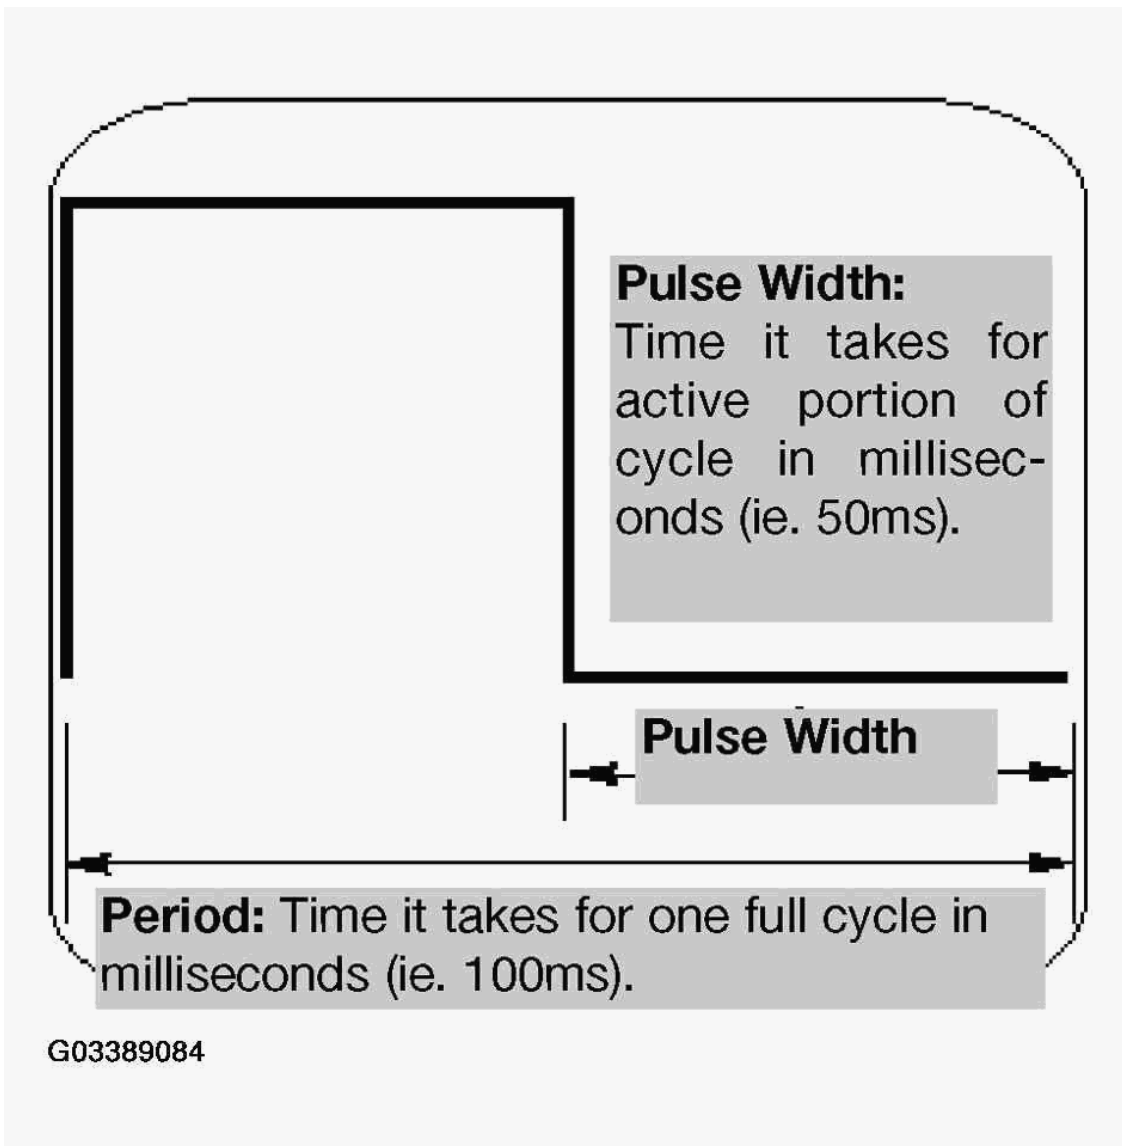 Pulse Width:
Time it takes for
active portion of
cycle in millisec-
onds (ie. 50ms).
Pulse Width
Period: Time it takes for one full cycle in
milliseconds (ie. 100ms).
G03389084